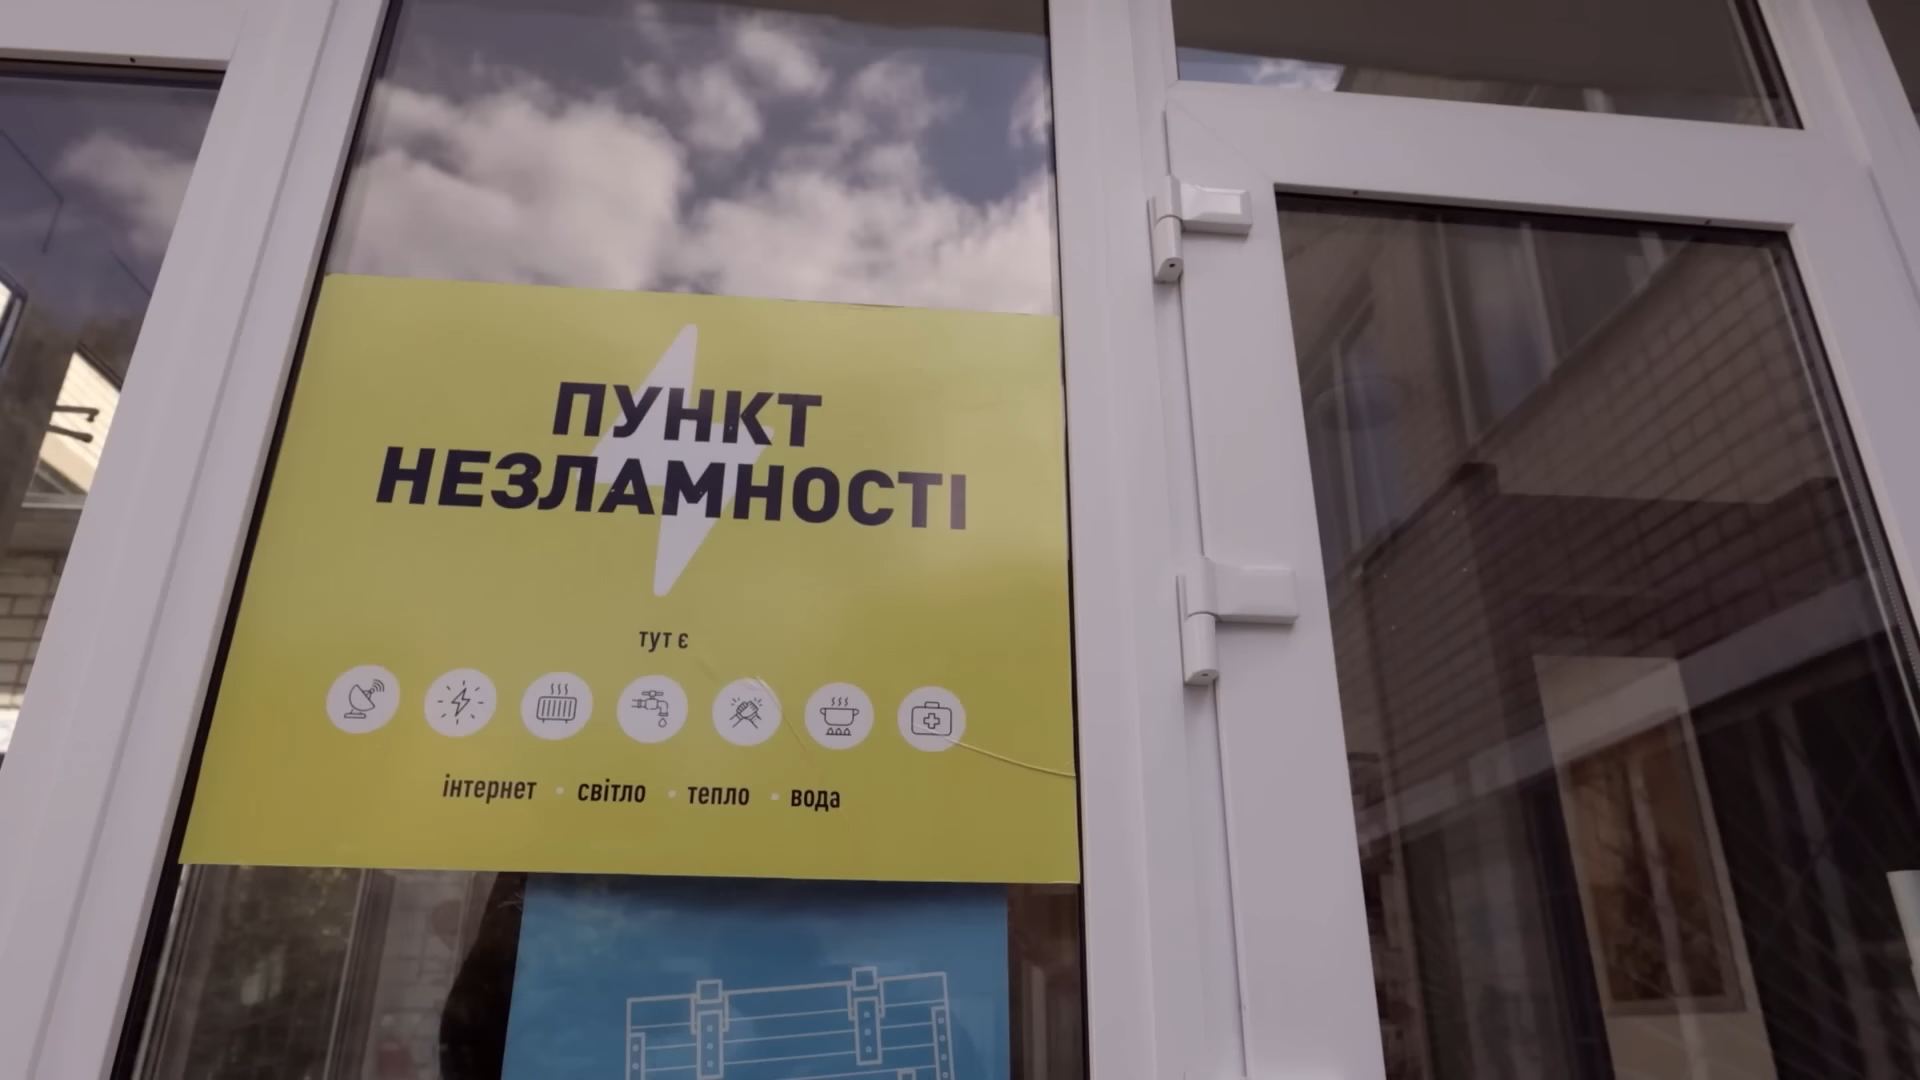 ПУНКТ
НЕЗЛАМНОСТІ
тут є
інтернет · світло · тепло · вода